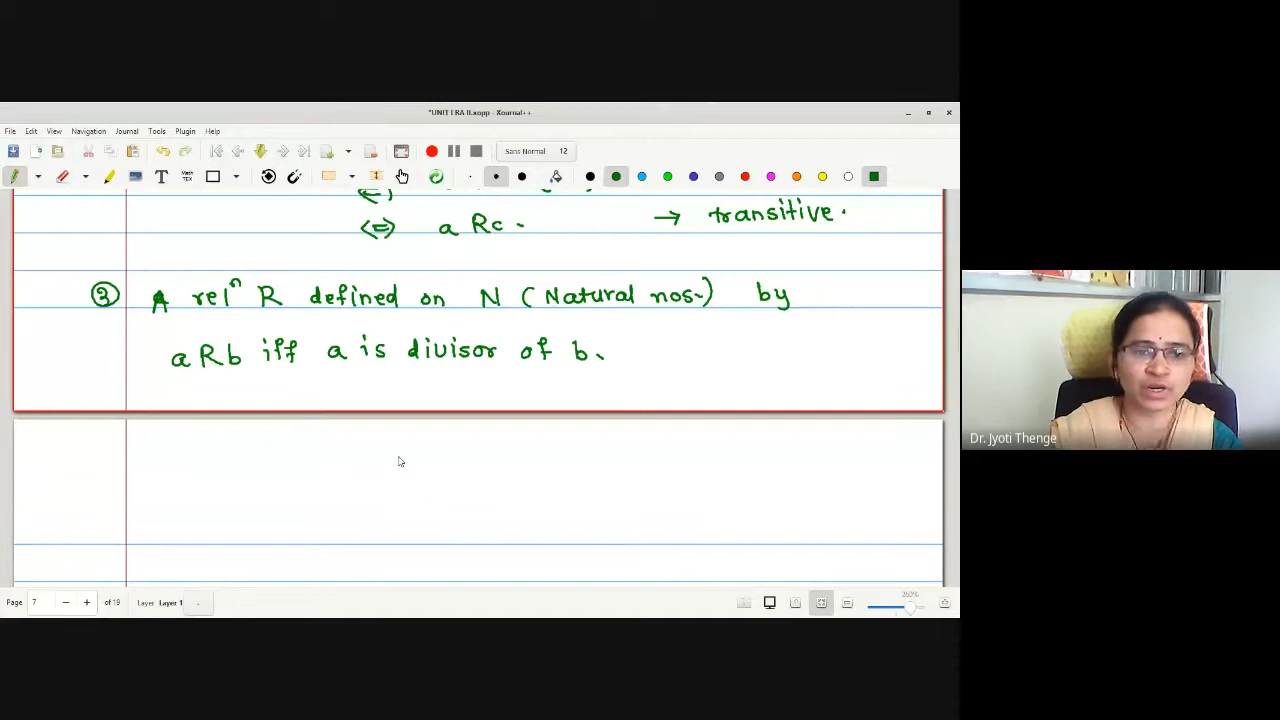 *UNIT I RA II.xopp - Xournal++
File Edit View Navigation Journal Tools Plugin Help
Sans Normal 12
⇔ a Rc.
→ transitive.
③ A relⁿ R defined on N (Natural nos.) by
aRb iff a is divisor of b.
Dr. Jyoti Thenge
Page 7 of 19 Layer Layer 1
260%